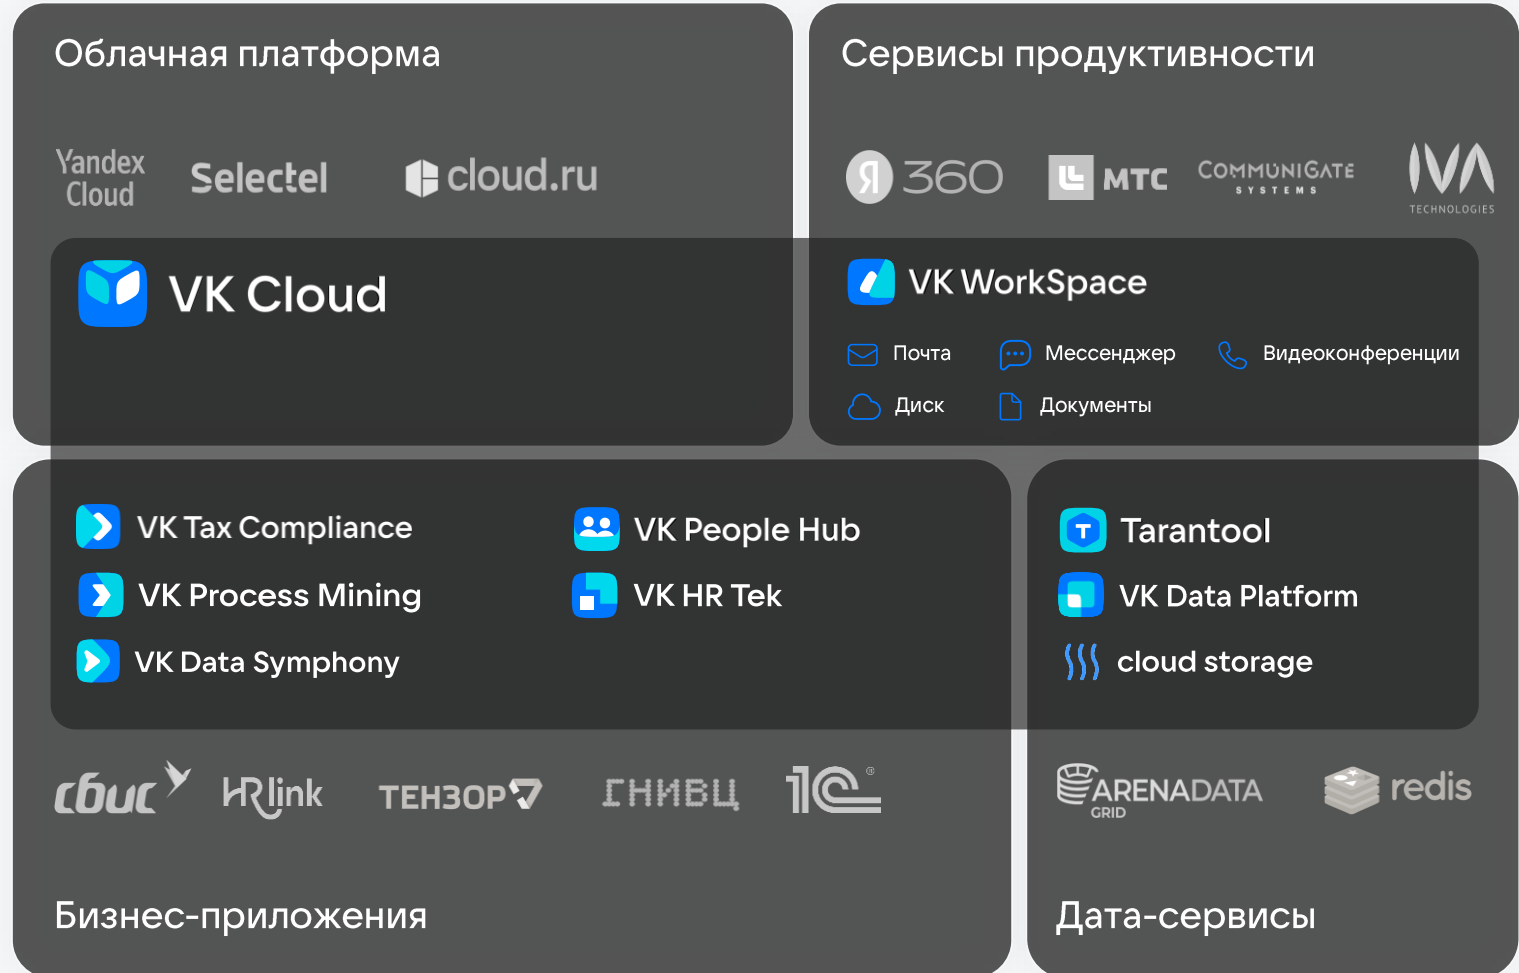 Облачная платформа
Yandex
Cloud
Selectel
cloud.ru
VK Cloud
Сервисы продуктивности
Я 360
МТС
COMMUNIGATE
SYSTEMS
IVA
TECHNOLOGIES
VK WorkSpace
Почта
Мессенджер
Видеоконференции
Диск
Документы
VK Tax Compliance
VK People Hub
VK Process Mining
VK HR Tek
VK Data Symphony
сбис
HRlink
ТЕНЗОР
ГНИВЦ
1С®
Бизнес-приложения
T Tarantool
VK Data Platform
cloud storage
ARENADATA
GRID
redis
Дата-сервисы